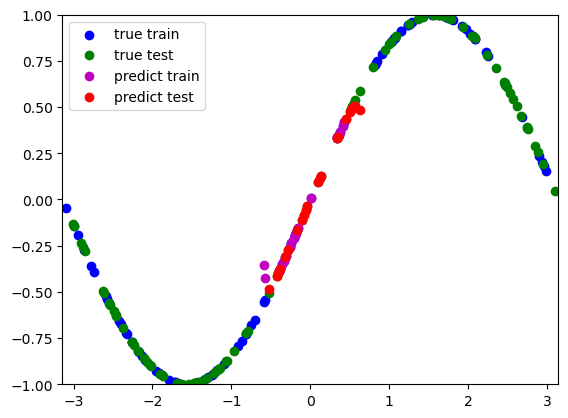 1.00
0.75
0.50
0.25
0.00
−0.25
−0.50
−0.75
−1.00
true train
true test
predict train
predict test
−3 −2 −1 0 1 2 3